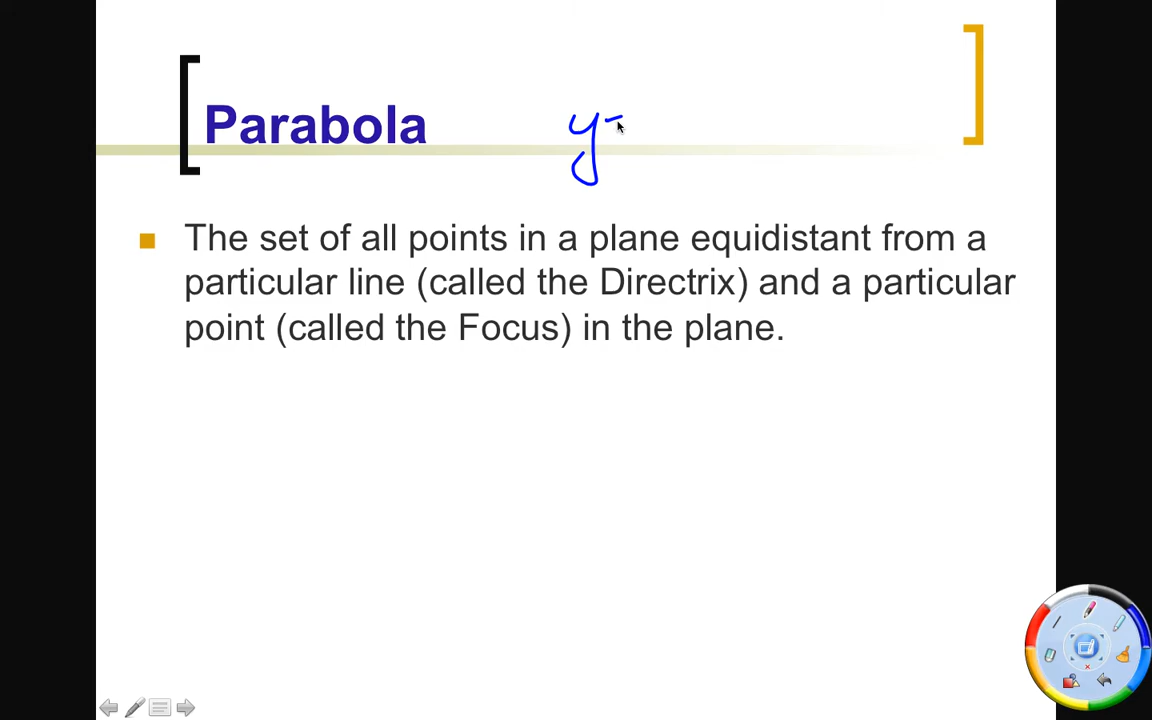 Parabola y-
The set of all points in a plane equidistant from a
particular line (called the Directrix) and a particular
point (called the Focus) in the plane.